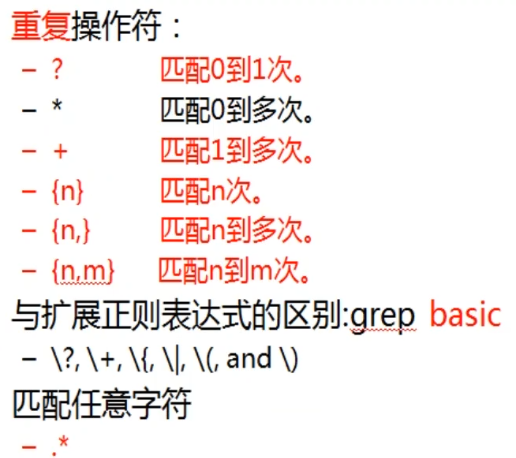 重复操作符：
– ? 匹配0到1次。
– * 匹配0到多次。
– + 匹配1到多次。
– {n} 匹配n次。
– {n,} 匹配n到多次。
– {n,m} 匹配n到m次。
与扩展正则表达式的区别:grep basic
– \?, \+, \{, \|, \(, and \)
匹配任意字符
– .*